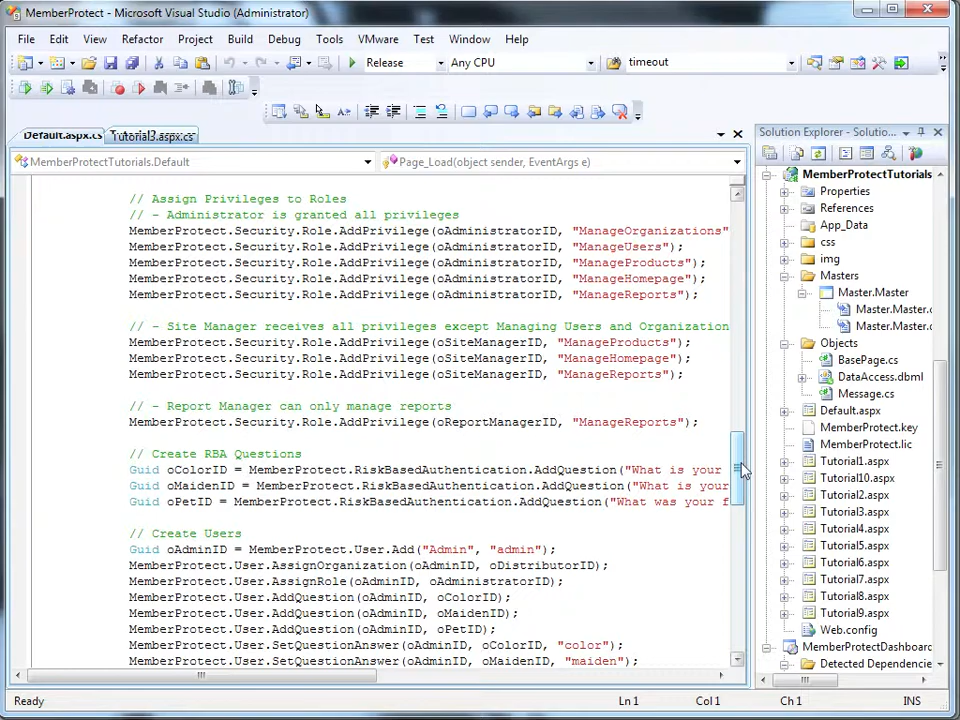 MemberProtect - Microsoft Visual Studio (Administrator)
File Edit View Refactor Project Build Debug Tools VMware Test Window Help
Release Any CPU timeout
Default.aspx.cs Tutorial3.aspx.cs
MemberProtectTutorials.Default Page_Load(object sender, EventArgs e)
// Assign Privileges to Roles
// - Administrator is granted all privileges
MemberProtect.Security.Role.AddPrivilege(oAdministratorID, "ManageOrganizations"
MemberProtect.Security.Role.AddPrivilege(oAdministratorID, "ManageUsers");
MemberProtect.Security.Role.AddPrivilege(oAdministratorID, "ManageProducts");
MemberProtect.Security.Role.AddPrivilege(oAdministratorID, "ManageHomepage");
MemberProtect.Security.Role.AddPrivilege(oAdministratorID, "ManageReports");
// - Site Manager receives all privileges except Managing Users and Organization
MemberProtect.Security.Role.AddPrivilege(oSiteManagerID, "ManageProducts");
MemberProtect.Security.Role.AddPrivilege(oSiteManagerID, "ManageHomepage");
MemberProtect.Security.Role.AddPrivilege(oSiteManagerID, "ManageReports");
// - Report Manager can only manage reports
MemberProtect.Security.Role.AddPrivilege(oReportManagerID, "ManageReports");
// Create RBA Questions
Guid oColorID = MemberProtect.RiskBasedAuthentication.AddQuestion("What is your
Guid oMaidenID = MemberProtect.RiskBasedAuthentication.AddQuestion("What is your
Guid oPetID = MemberProtect.RiskBasedAuthentication.AddQuestion("What was your f
// Create Users
Guid oAdminID = MemberProtect.User.Add("Admin", "admin");
MemberProtect.User.AssignOrganization(oAdminID, oDistributorID);
MemberProtect.User.AssignRole(oAdminID, oAdministratorID);
MemberProtect.User.AddQuestion(oAdminID, oColorID);
MemberProtect.User.AddQuestion(oAdminID, oMaidenID);
MemberProtect.User.AddQuestion(oAdminID, oPetID);
MemberProtect.User.SetQuestionAnswer(oAdminID, oColorID, "color");
MemberProtect.User.SetQuestionAnswer(oAdminID, oMaidenID, "maiden");
Solution Explorer - Solutio...
MemberProtectTutorials
Properties
References
App_Data
css
img
Masters
Master.Master
Master.Master.c
Master.Master.c
Objects
BasePage.cs
DataAccess.dbml
Message.cs
Default.aspx
MemberProtect.key
MemberProtect.lic
Tutorial1.aspx
Tutorial10.aspx
Tutorial2.aspx
Tutorial3.aspx
Tutorial4.aspx
Tutorial5.aspx
Tutorial6.aspx
Tutorial7.aspx
Tutorial8.aspx
Tutorial9.aspx
Web.config
MemberProtectDashboard
Detected Dependencie
Ready Ln 1 Col 1 Ch 1 INS